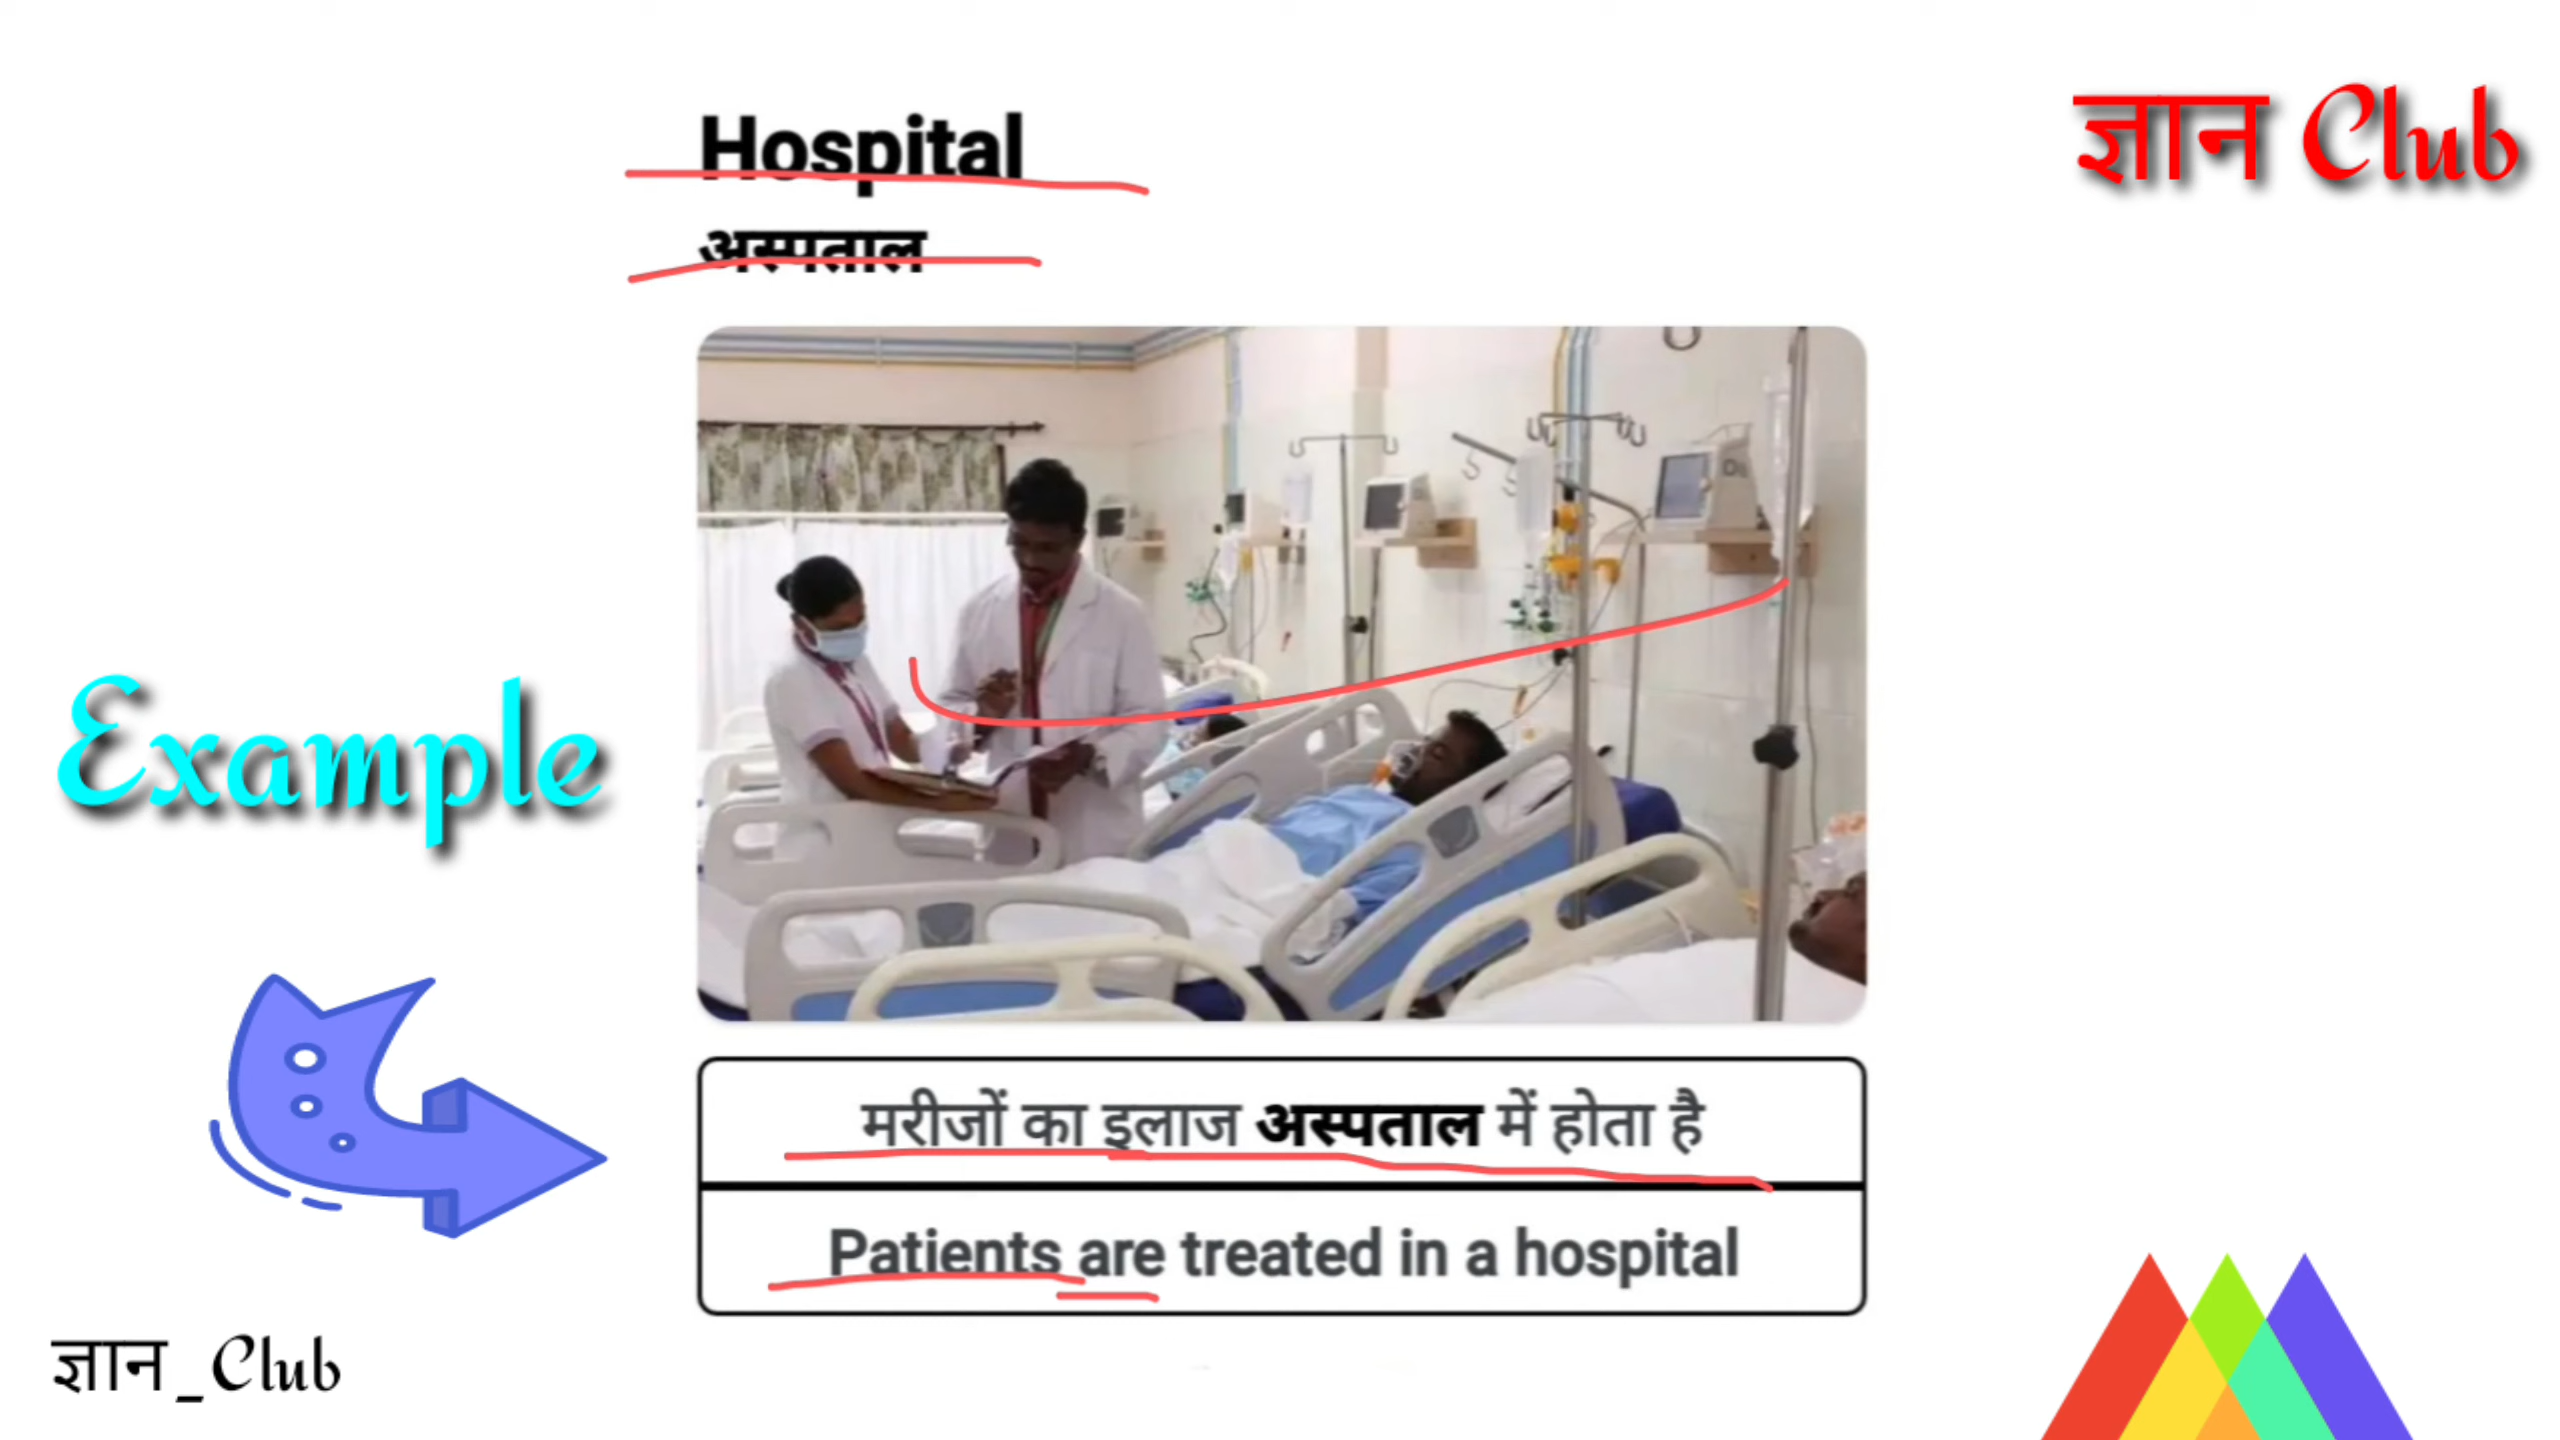 Hospital
ज्ञान Club
अस्पताल
Example
मरीजों का इलाज अस्पताल में होता है
Patients are treated in a hospital
ज्ञान_Club